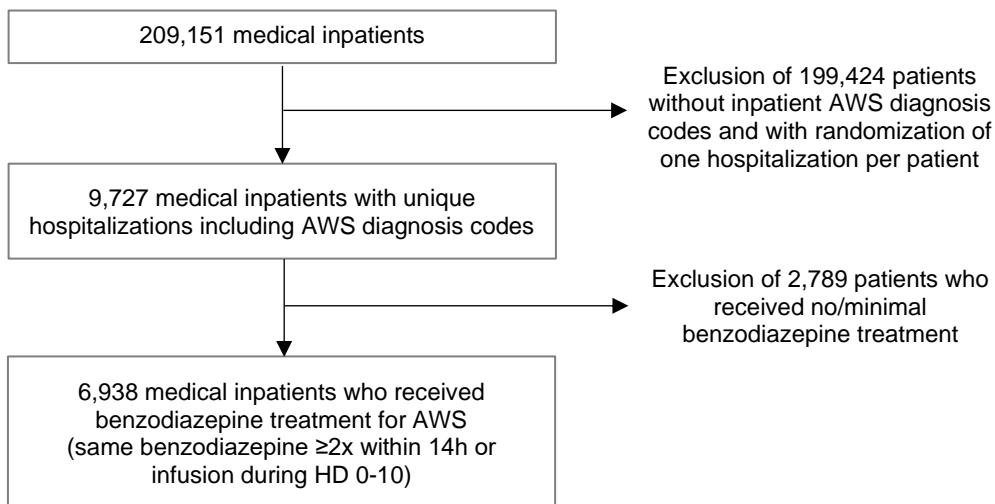 209,151 medical inpatients
Exclusion of 199,424 patients
without inpatient AWS diagnosis
codes and with randomization of
one hospitalization per patient
9,727 medical inpatients with unique
hospitalizations including AWS diagnosis codes
Exclusion of 2,789 patients who
received no/minimal
benzodiazepine treatment
6,938 medical inpatients who received
benzodiazepine treatment for AWS
(same benzodiazepine ≥2x within 14h or
infusion during HD 0-10)